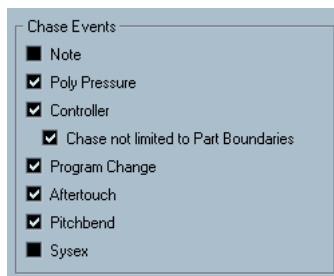 Chase Events
Note
Poly Pressure
Controller
Chase not limited to Part Boundaries
Program Change
Aftertouch
Pitchbend
Sysex